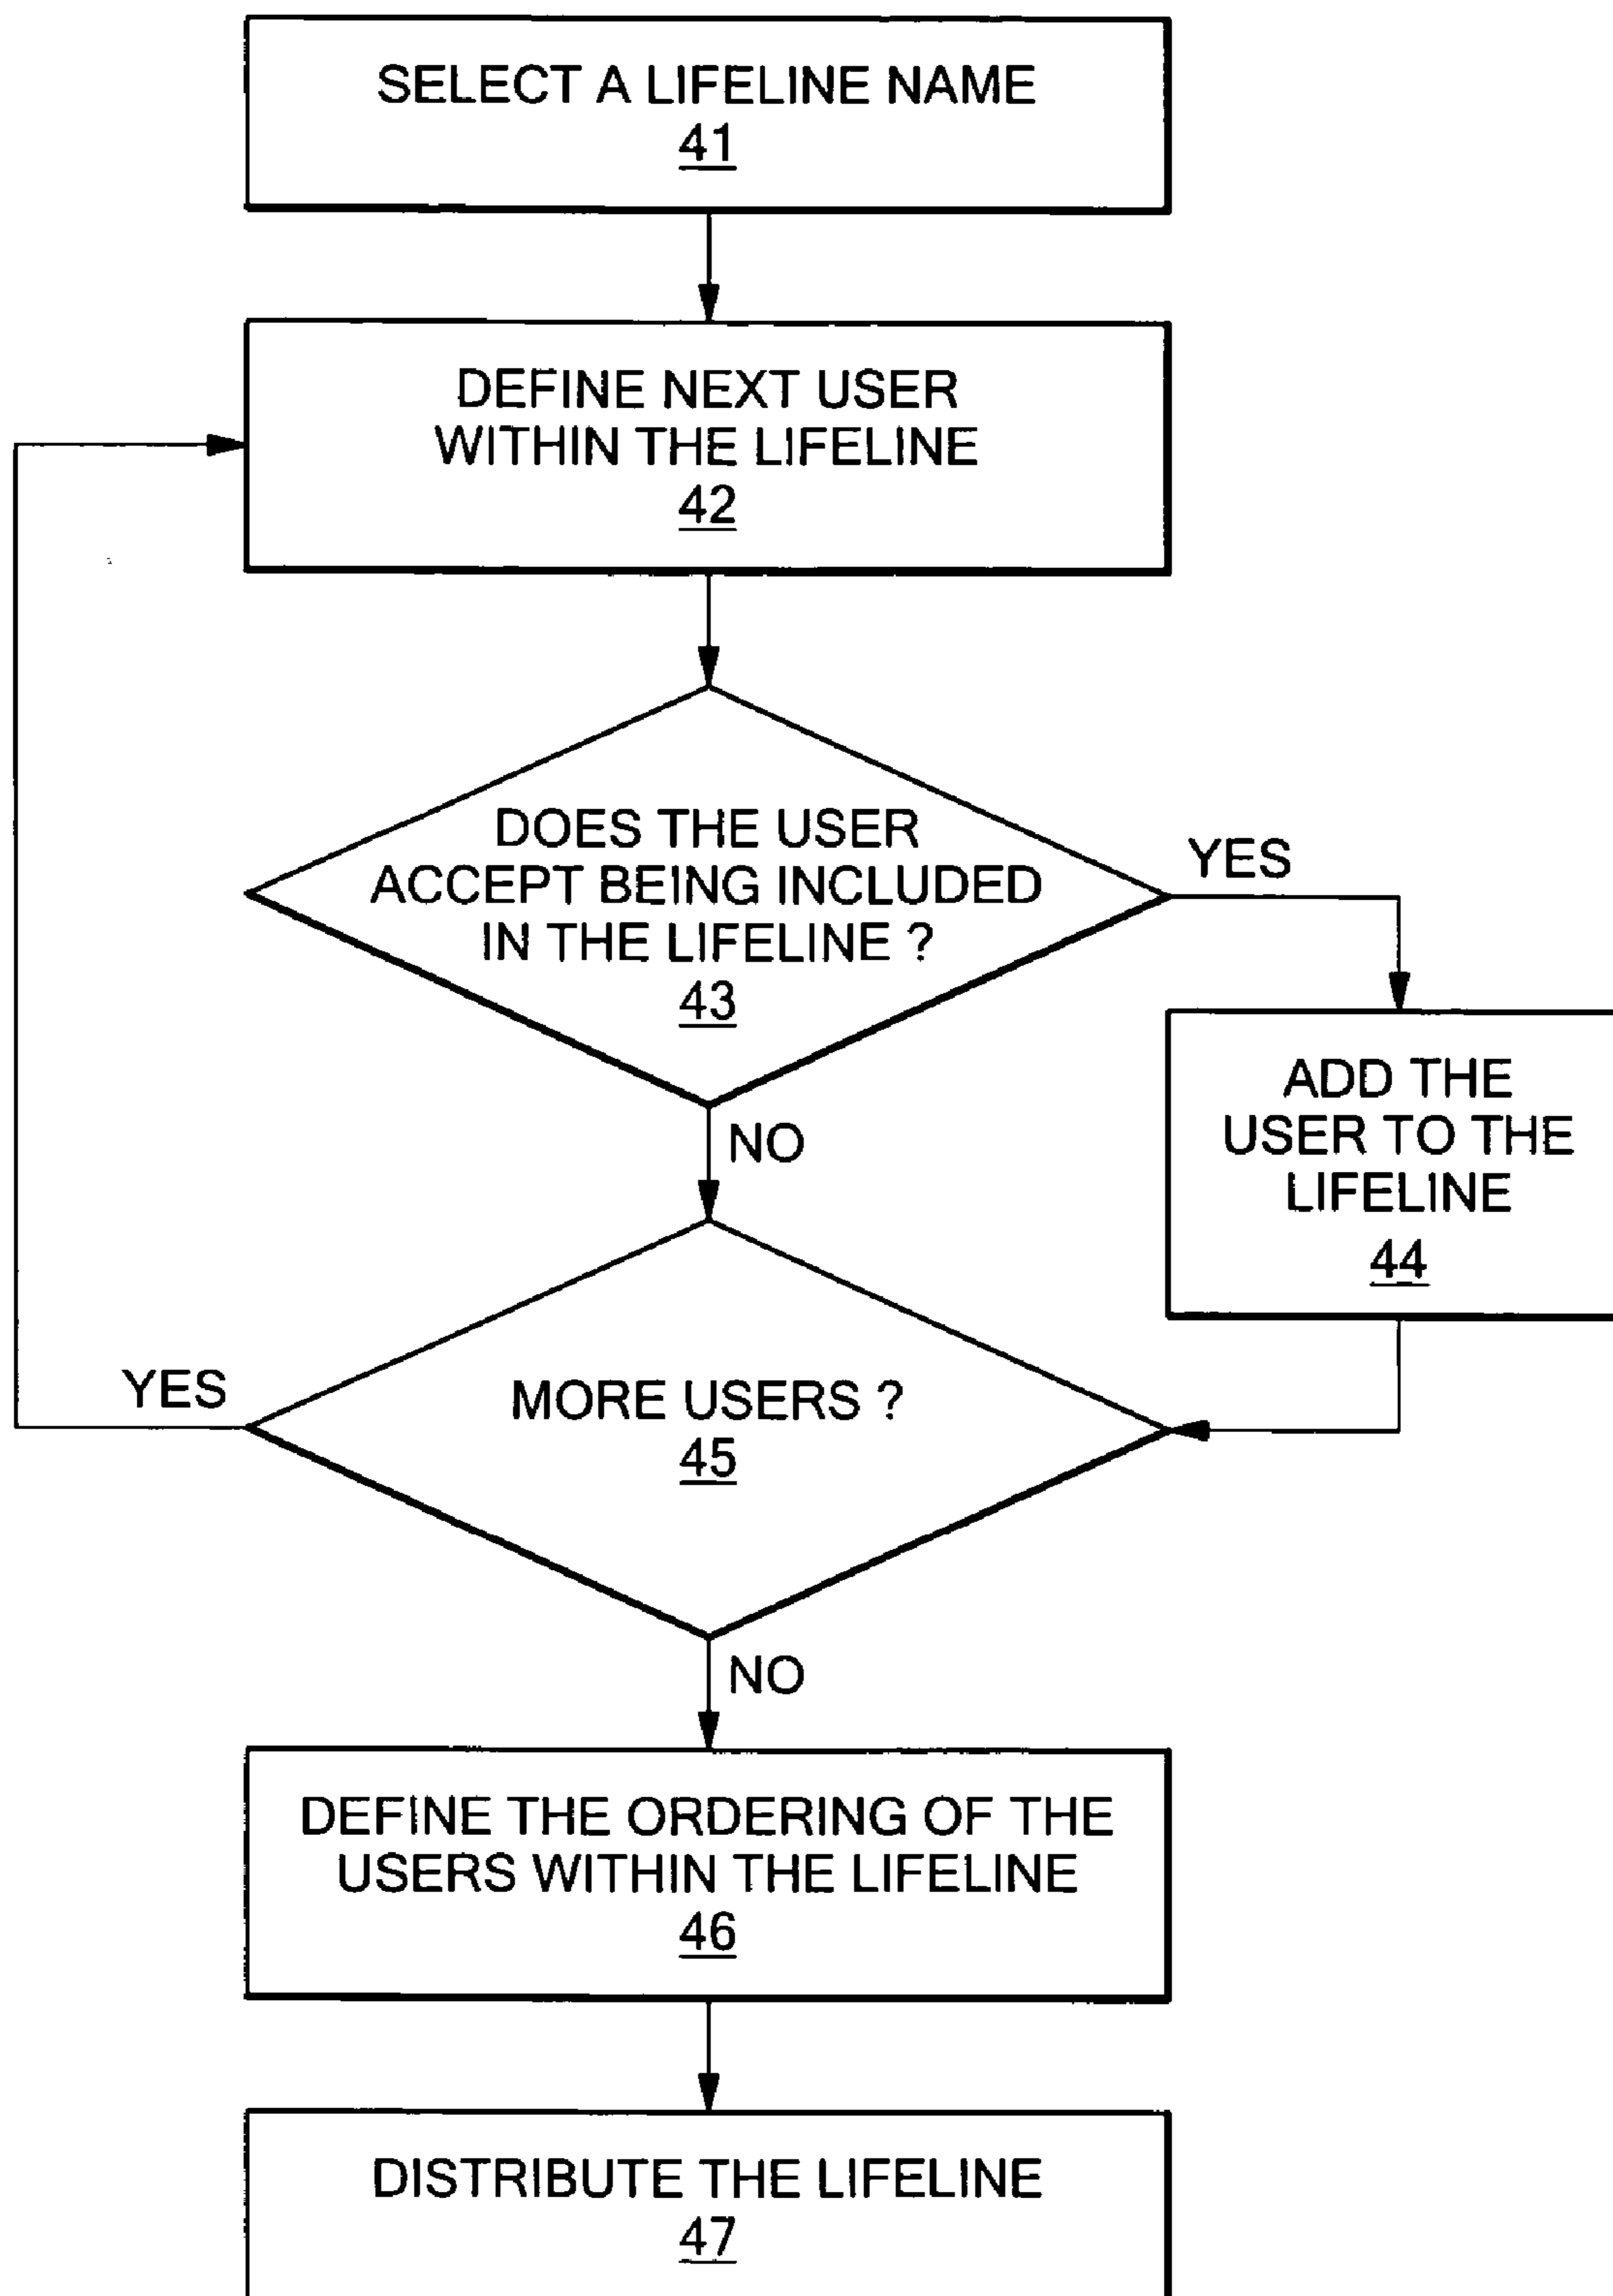 SELECT A LIFELINE NAME
41
DEFINE NEXT USER
WITHIN THE LIFELINE
42
DOES THE USER
ACCEPT BEING INCLUDED
IN THE LIFELINE ?
43
YES
ADD THE
USER TO THE
LIFELINE
44
NO
YES
MORE USERS ?
45
NO
DEFINE THE ORDERING OF THE
USERS WITHIN THE LIFELINE
46
DISTRIBUTE THE LIFELINE
47